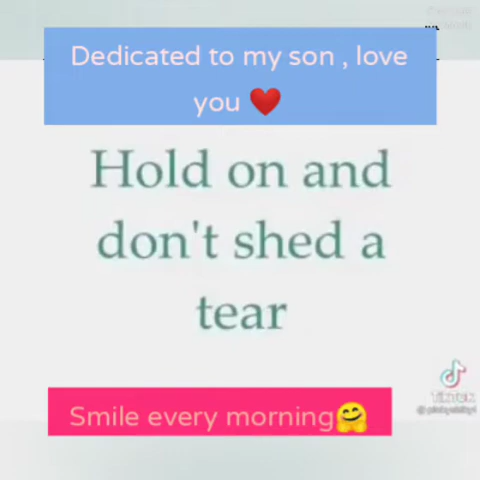 Dedicated to my son , love
you ❤️
Hold on and
don't shed a
tear
TikTok
Smile every morning🤗